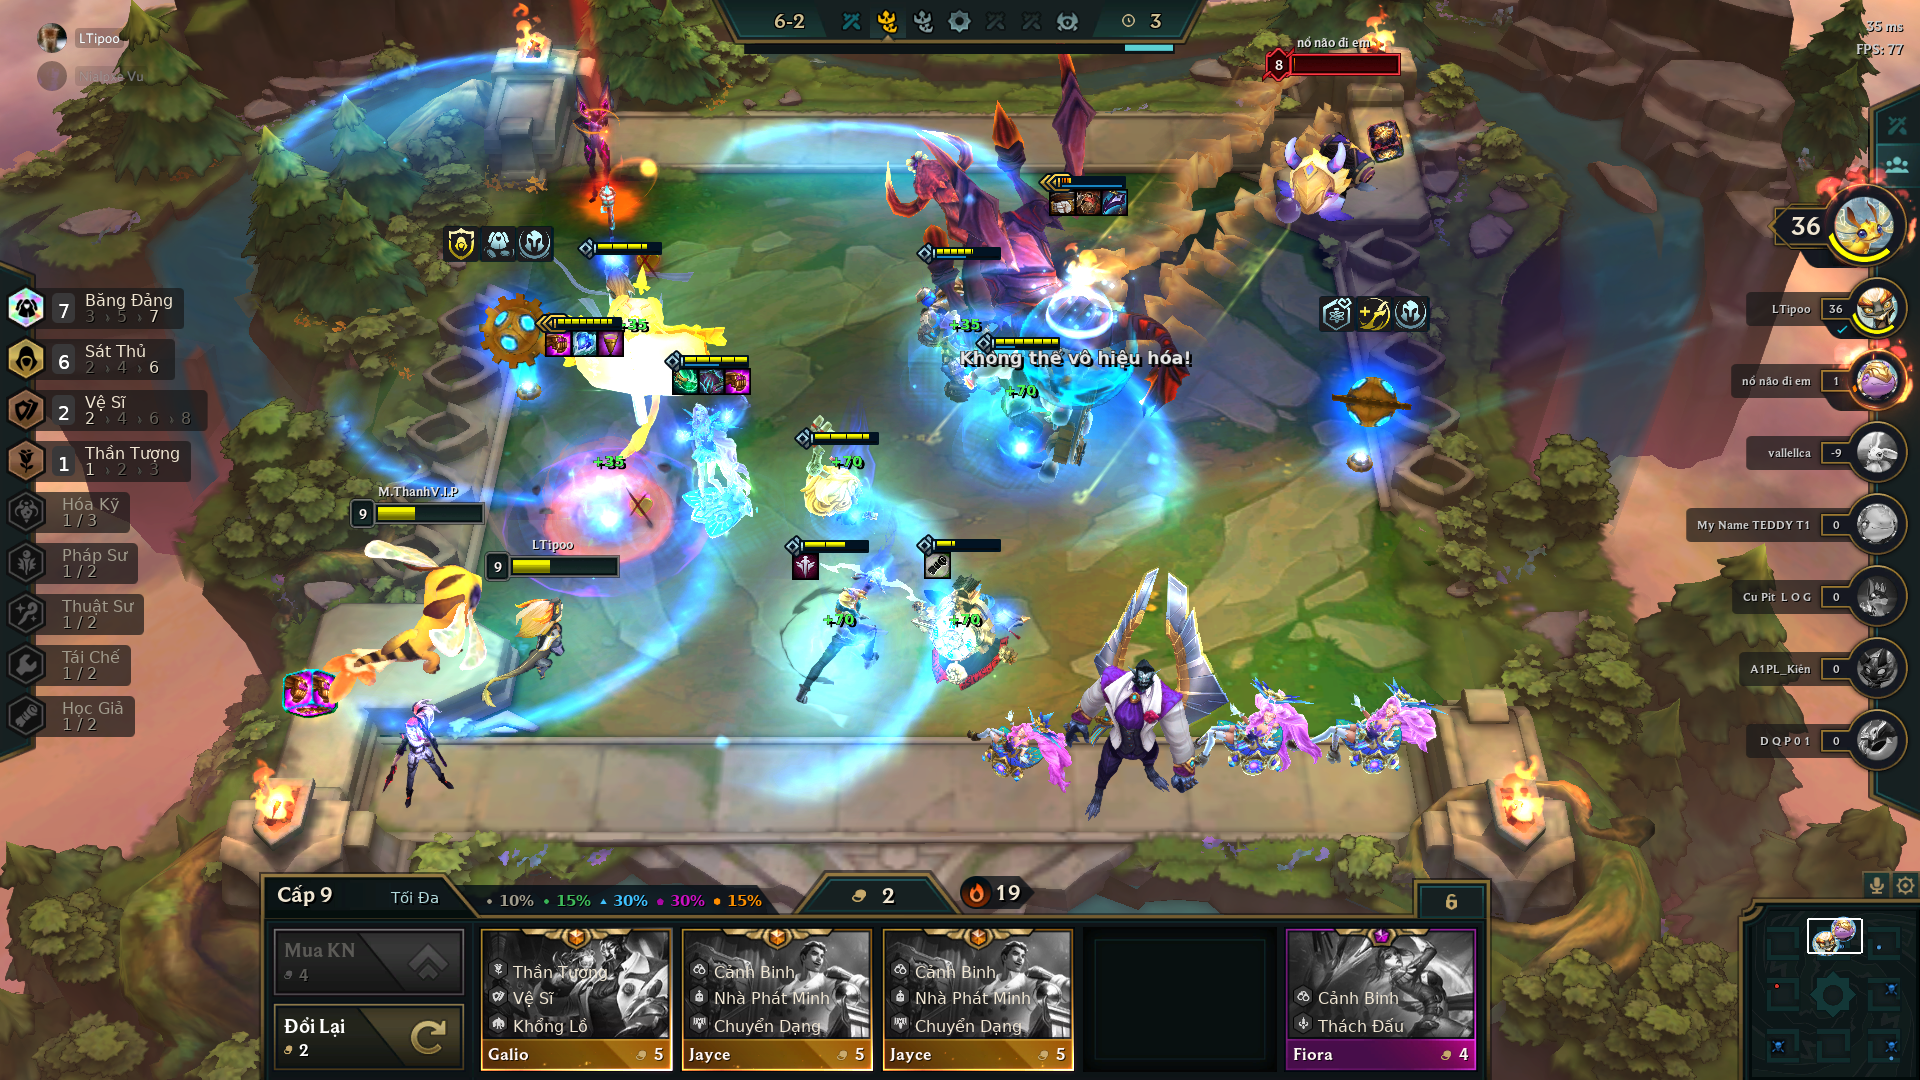 LTipoo
6-2
3
nổ não đi em
8
35 ms
FPS: 77
36
7
Băng Đảng
3 › 5 › 7
6
Sát Thủ
2 › 4 › 6
2
Vệ Sĩ
2 › 4 › 6 › 8
1
Thần Tượng
1 › 2 › 3
Hóa Kỹ
1 / 3
Pháp Sư
1 / 2
Thuật Sư
1 / 2
Tái Chế
1 / 2
Học Giả
1 / 2
+35
+35
Không thể vô hiệu hóa!
+70
+35
+70
+70
+70
M.ThanhV.I.P
9
LTipoo
9
LTipoo
36
nổ não đi em
1
vallellca
-9
My Name TEDDY T1
0
Cu Pit L O G
0
A1PL_Kiên
0
D Q P 0 1
0
Cấp 9
Tối Đa
10%
15%
30%
30%
15%
2
19
6
Mua KN
4
Đổi Lại
2
Thần Tượng
Vệ Sĩ
Khổng Lồ
Galio
5
Cảnh Binh
Nhà Phát Minh
Chuyển Dạng
Jayce
5
Cảnh Binh
Nhà Phát Minh
Chuyển Dạng
Jayce
5
Cảnh Binh
Thách Đấu
Fiora
4